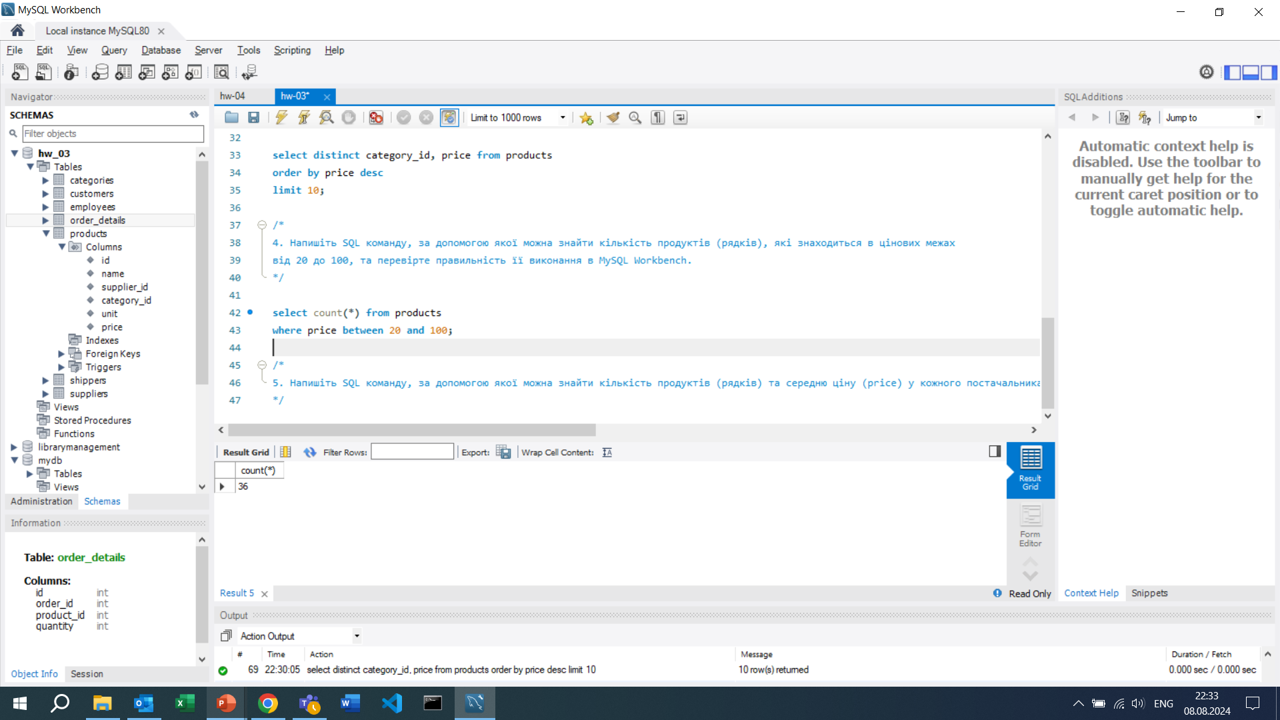 MySQL Workbench
Local instance MySQL80
File Edit View Query Database Server Tools Scripting Help
Navigator
SCHEMAS
Filter objects
hw_03
Tables
categories
customers
employees
order_details
products
Columns
id
name
supplier_id
category_id
unit
price
Indexes
Foreign Keys
Triggers
shippers
suppliers
Views
Stored Procedures
Functions
librarymanagement
mydb
Tables
Views
Administration Schemas
Information
Table: order_details
Columns:
id int
order_id int
product_id int
quantity int
Object Info Session
hw-04 hw-03*
Limit to 1000 rows
32
33 select distinct category_id, price from products
34 order by price desc
35 limit 10;
36
37 /*
38 4. Напишіть SQL команду, за допомогою якої можна знайти кількість продуктів (рядків), які знаходиться в цінових межах
39 від 20 до 100, та перевірте правильність її виконання в MySQL Workbench.
40 */
41
42 select count(*) from products
43 where price between 20 and 100;
44
45 /*
46 5. Напишіть SQL команду, за допомогою якої можна знайти кількість продуктів (рядків) та середню ціну (price) у кожного постачальника
47 */
Result Grid Filter Rows: Export: Wrap Cell Content:
count(*)
36
Result Grid
Form Editor
Result 5
Read Only
Output
Action Output
# Time Action Message Duration / Fetch
69 22:30:05 select distinct category_id, price from products order by price desc limit 10 10 row(s) returned 0.000 sec / 0.000 sec
SQLAdditions
Jump to
Automatic context help is
disabled. Use the toolbar to
manually get help for the
current caret position or to
toggle automatic help.
Context Help Snippets
ENG
22:33
08.08.2024